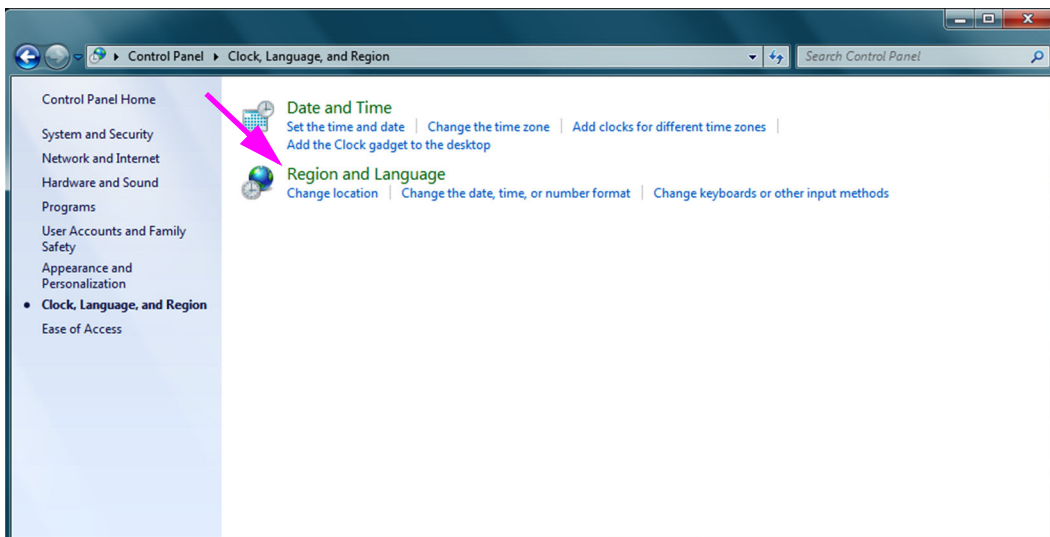 Control Panel Clock, Language, and Region Search Control Panel
Control Panel Home
System and Security
Network and Internet
Hardware and Sound
Programs
User Accounts and Family
Safety
Appearance and
Personalization
Clock, Language, and Region
Ease of Access
Date and Time
Set the time and date Change the time zone Add clocks for different time zones
Add the Clock gadget to the desktop
Region and Language
Change location Change the date, time, or number format Change keyboards or other input methods